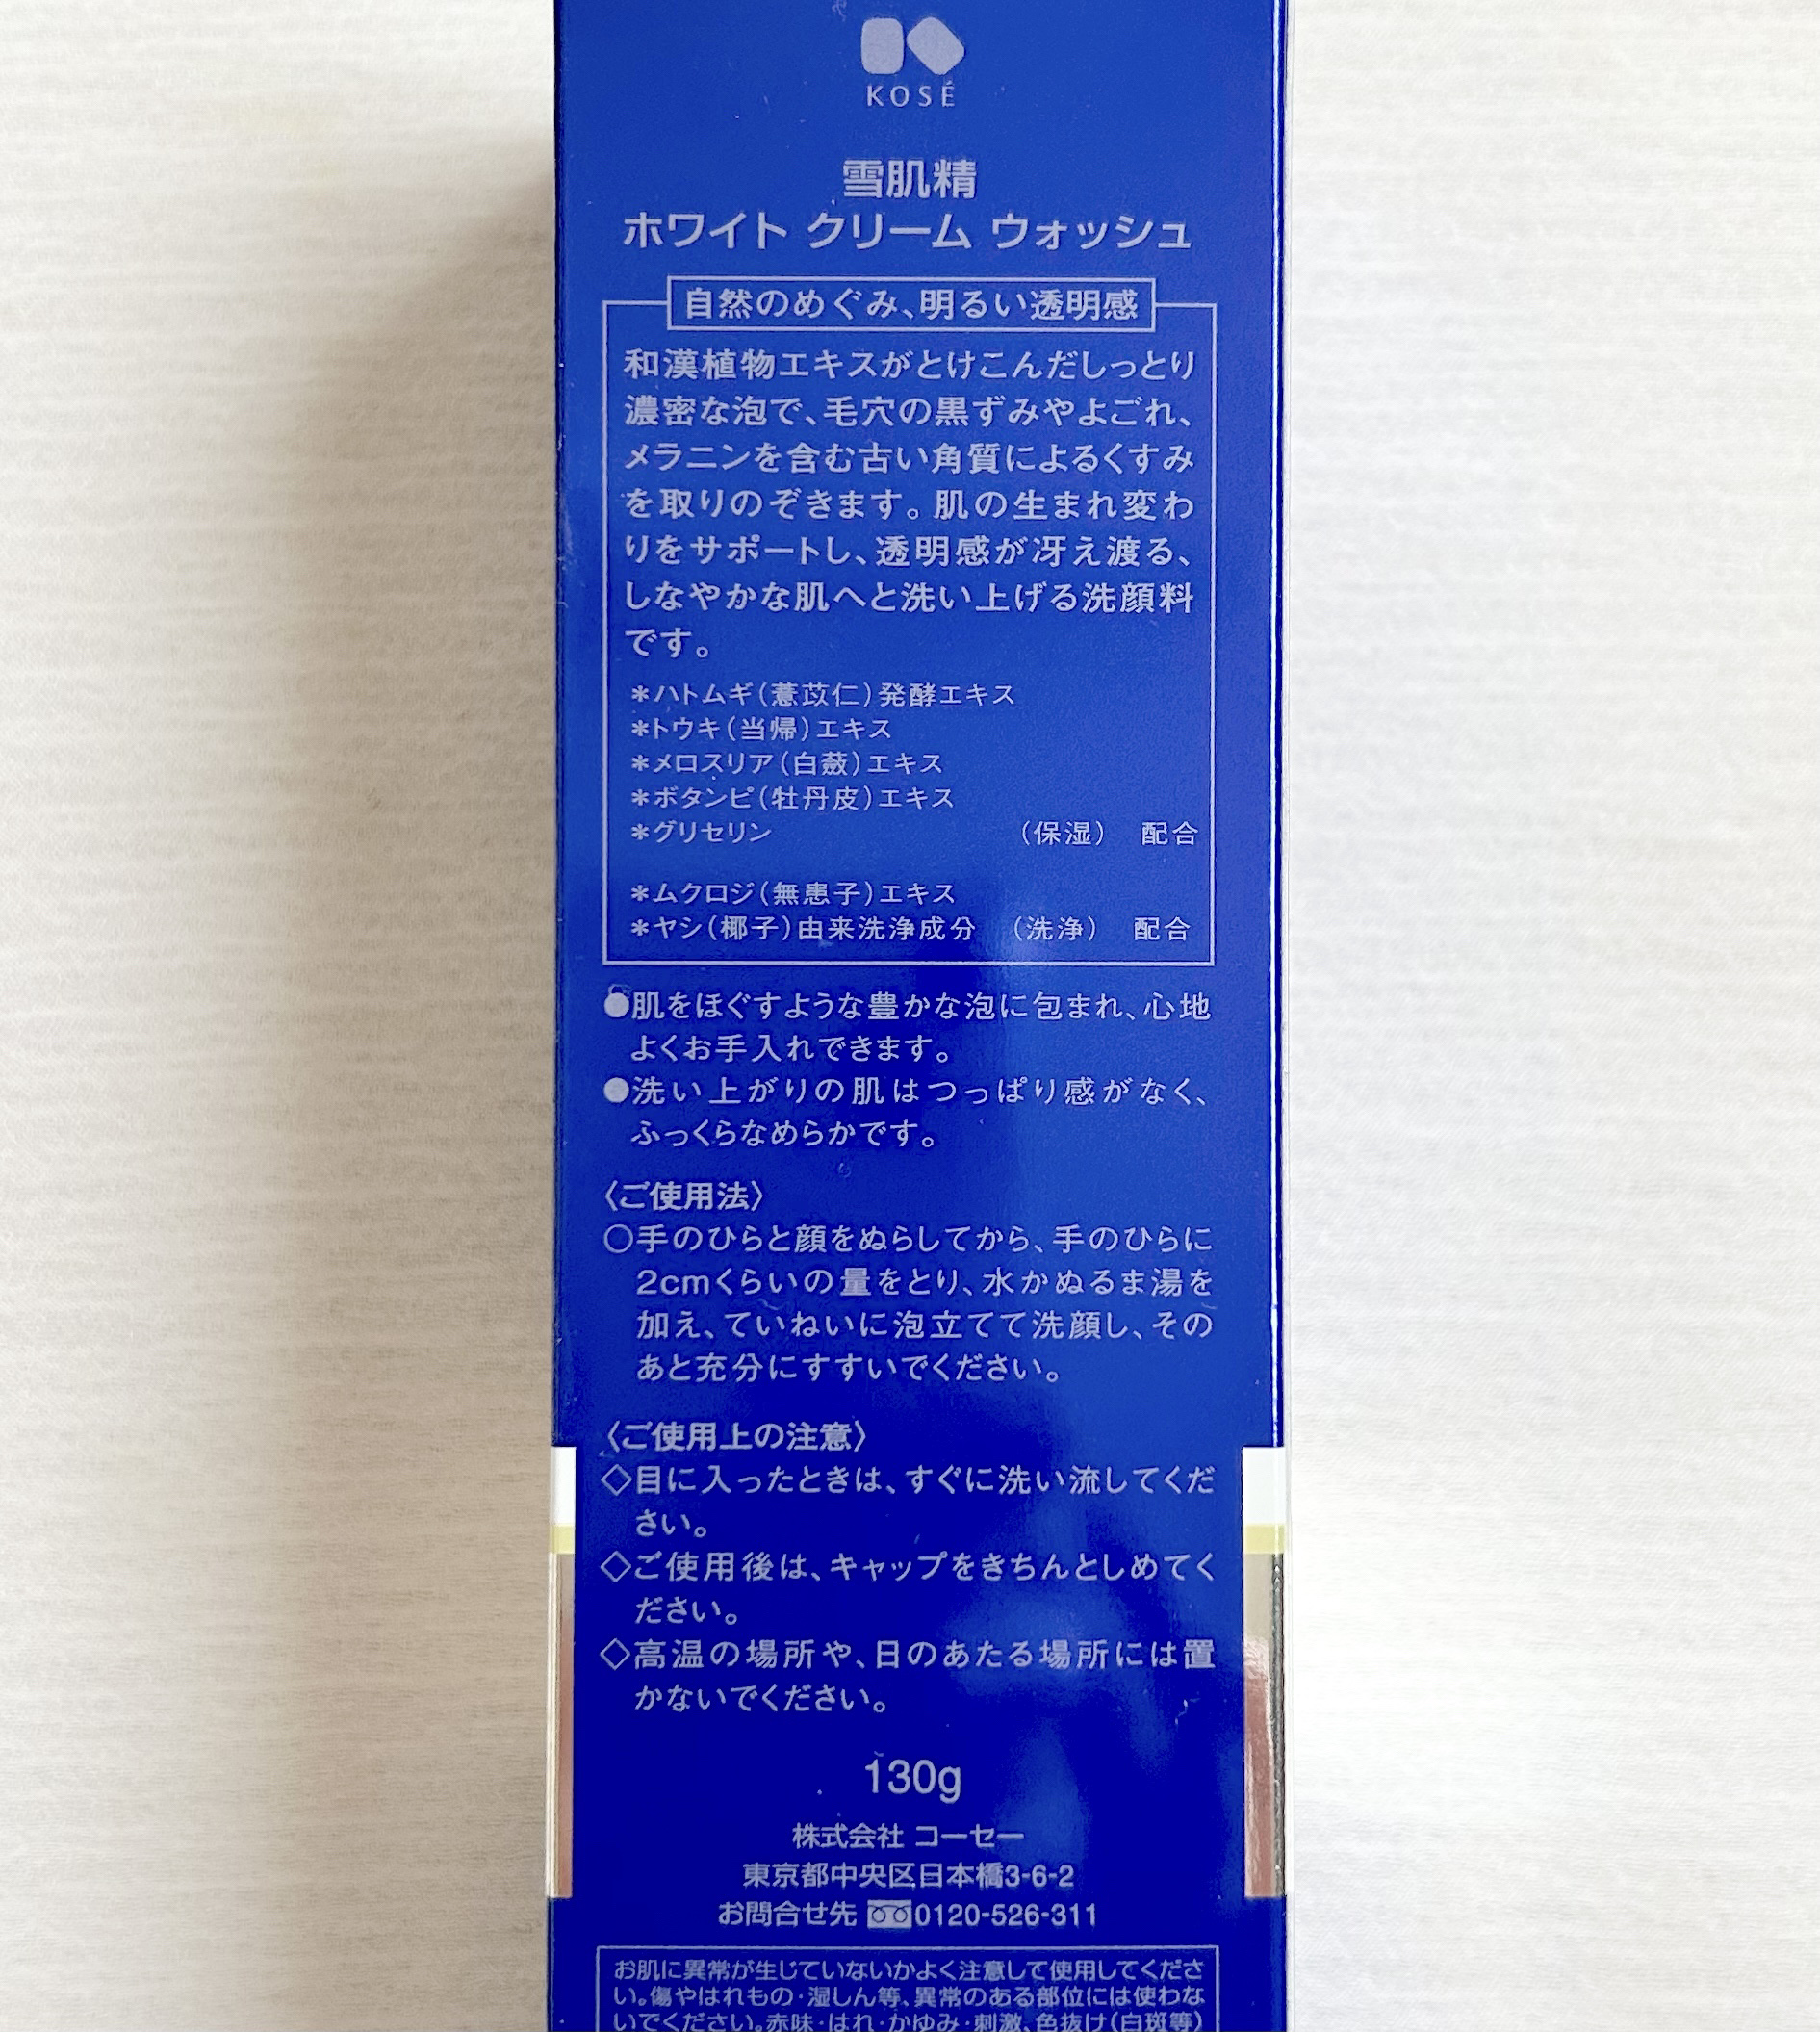 KOSÉ
雪肌精
ホワイト クリーム ウォッシュ
自然のめぐみ、明るい透明感
和漢植物エキスがとけこんだしっとり
濃密な泡で、毛穴の黒ずみやよごれ、
メラニンを含む古い角質によるくすみ
を取りのぞきます。肌の生まれ変わ
りをサポートし、透明感が冴え渡る、
しなやかな肌へと洗い上げる洗顔料
です。
*ハトムギ(薏苡仁)発酵エキス
*トウキ(当帰)エキス
*メロスリア(白蘞)エキス
*ボタンピ(牡丹皮)エキス
*グリセリン (保湿) 配合
*ムクロジ(無患子)エキス
*ヤシ(椰子)由来洗浄成分 (洗浄) 配合
●肌をほぐすような豊かな泡に包まれ、心地
よくお手入れできます。
●洗い上がりの肌はつっぱり感がなく、
ふっくらなめらかです。
〈ご使用法〉
○手のひらと顔をぬらしてから、手のひらに
2cmくらいの量をとり、水かぬるま湯を
加え、ていねいに泡立てて洗顔し、その
あと充分にすすいでください。
〈ご使用上の注意〉
◇目に入ったときは、すぐに洗い流してくだ
さい。
◇ご使用後は、キャップをきちんとしめてく
ださい。
◇高温の場所や、日のあたる場所には置
かないでください。
130g
株式会社 コーセー
東京都中央区日本橋3-6-2
お問合せ先 0120-526-311
お肌に異常が生じていないかよく注意して使用してくださ
い。傷やはれもの・湿しん等、異常のある部位には使わな
いでください。赤味・はれ・かゆみ・刺激、色抜け(白斑等)